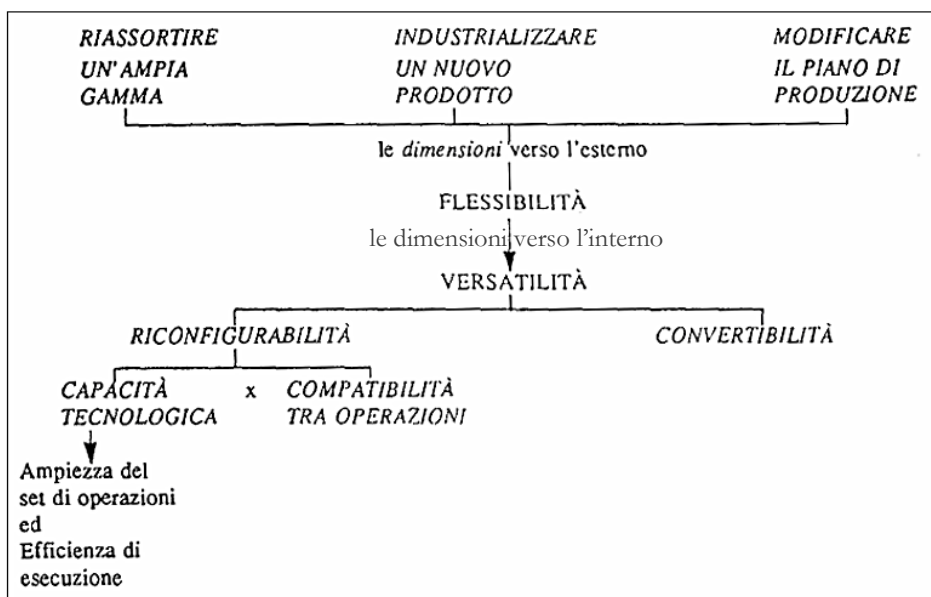 RIASSORTIRE
UN'AMPIA
GAMMA
INDUSTRIALIZZARE
UN NUOVO
PRODOTTO
MODIFICARE
IL PIANO DI
PRODUZIONE
le dimensioni verso l'esterno
FLESSIBILITÀ
le dimensioni verso l'interno
VERSATILITÀ
RICONFIGURABILITÀ
CONVERTIBILITÀ
CAPACITÀ
TECNOLOGICA
x
COMPATIBILITÀ
TRA OPERAZIONI
Ampiezza del
set di operazioni
ed
Efficienza di
esecuzione